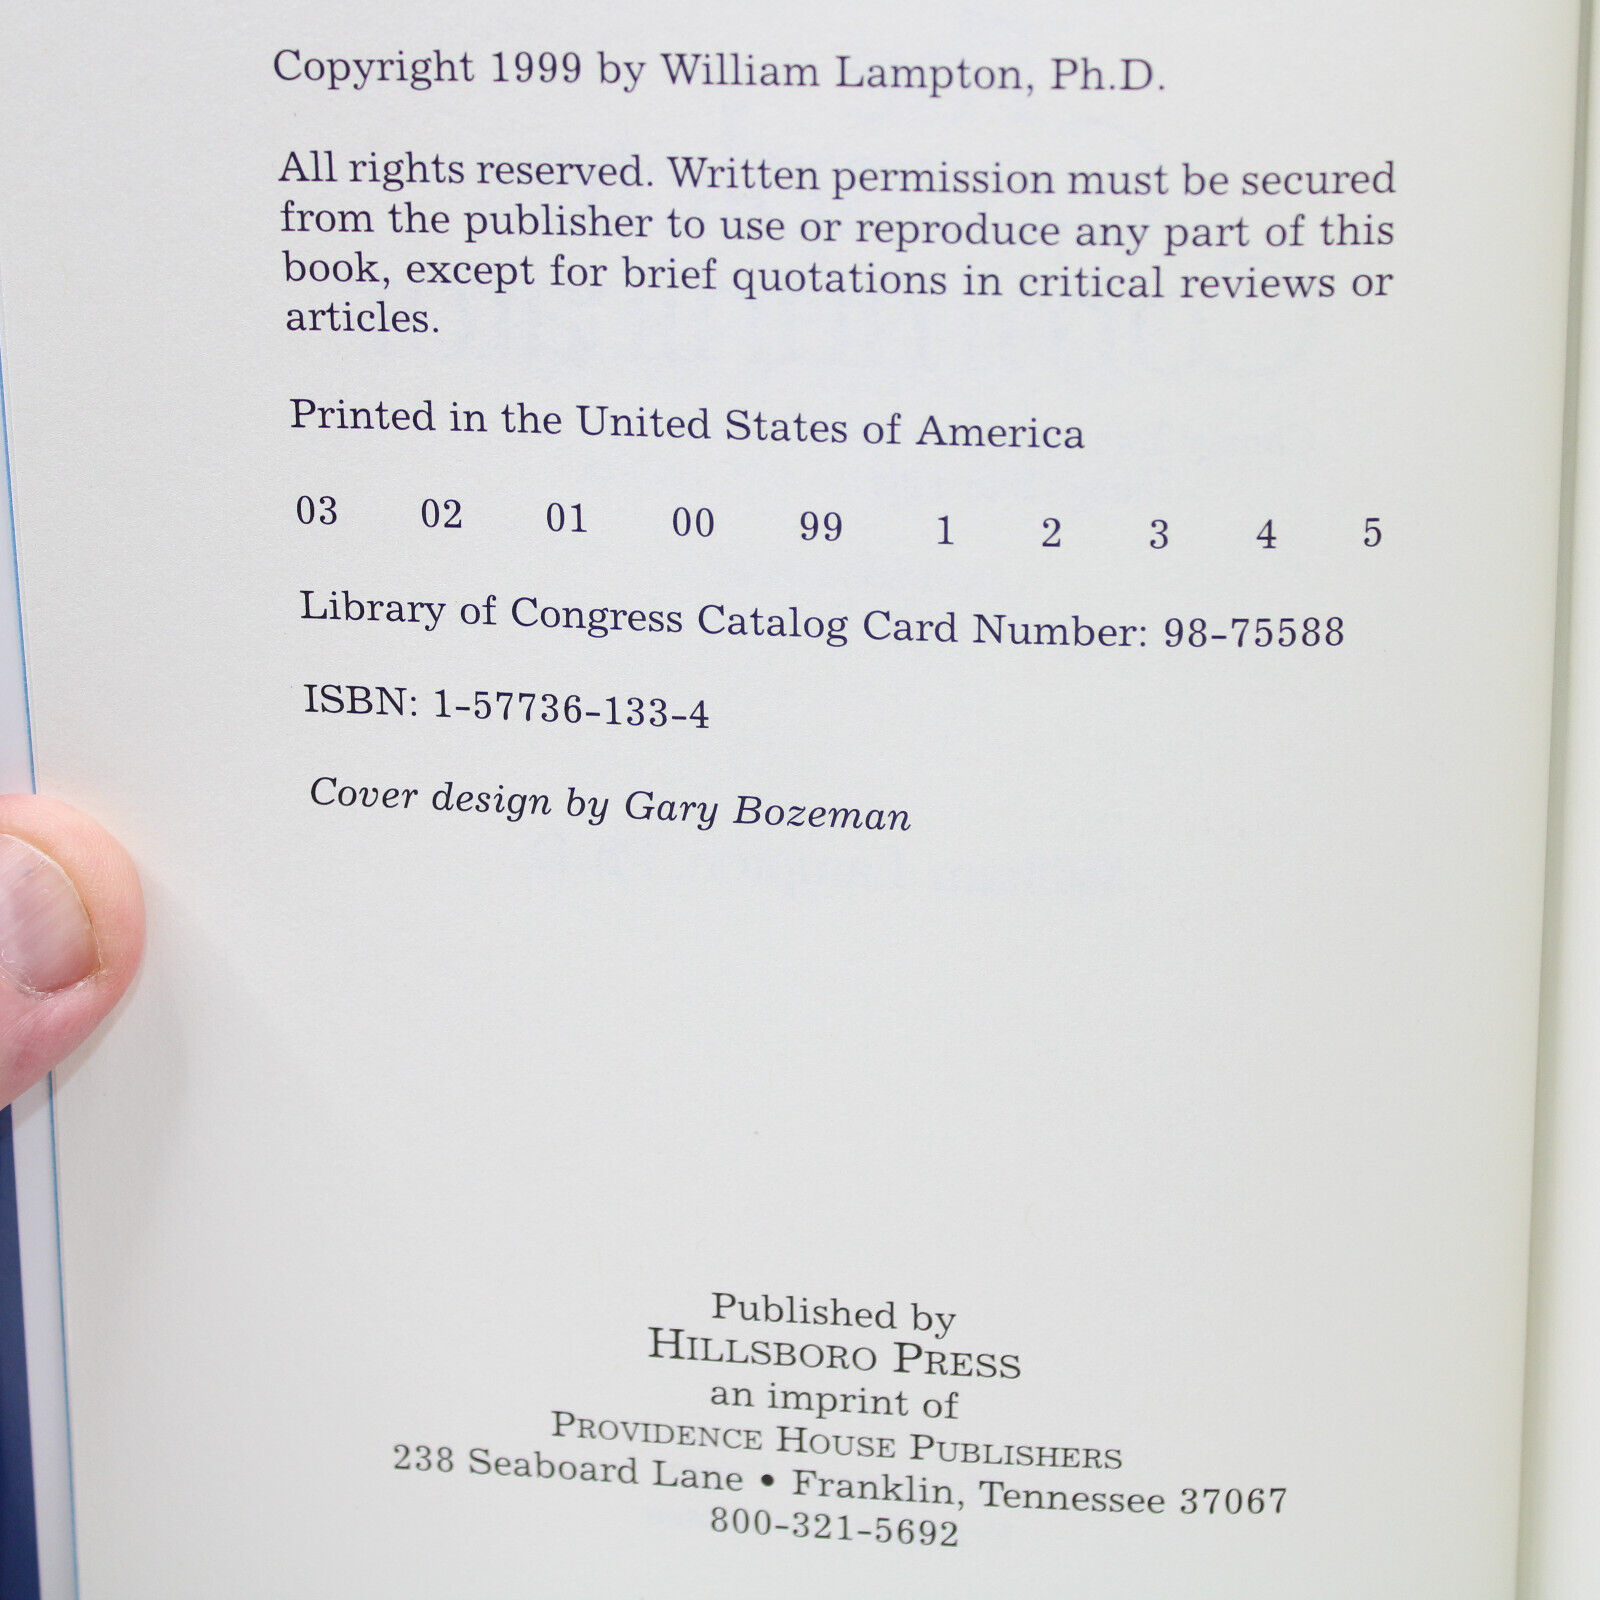 Copyright 1999 by William Lampton, Ph.D.
All rights reserved. Written permission must be secured
from the publisher to use or reproduce any part of this
book, except for brief quotations in critical reviews or
articles.
Printed in the United States of America
03 02 01 00 99 1 2 3 4 5
Library of Congress Catalog Card Number: 98-75588
ISBN: 1-57736-133-4
Cover design by Gary Bozeman
Published by
HILLSBORO PRESS
an imprint of
PROVIDENCE HOUSE PUBLISHERS
238 Seaboard Lane • Franklin, Tennessee 37067
800-321-5692